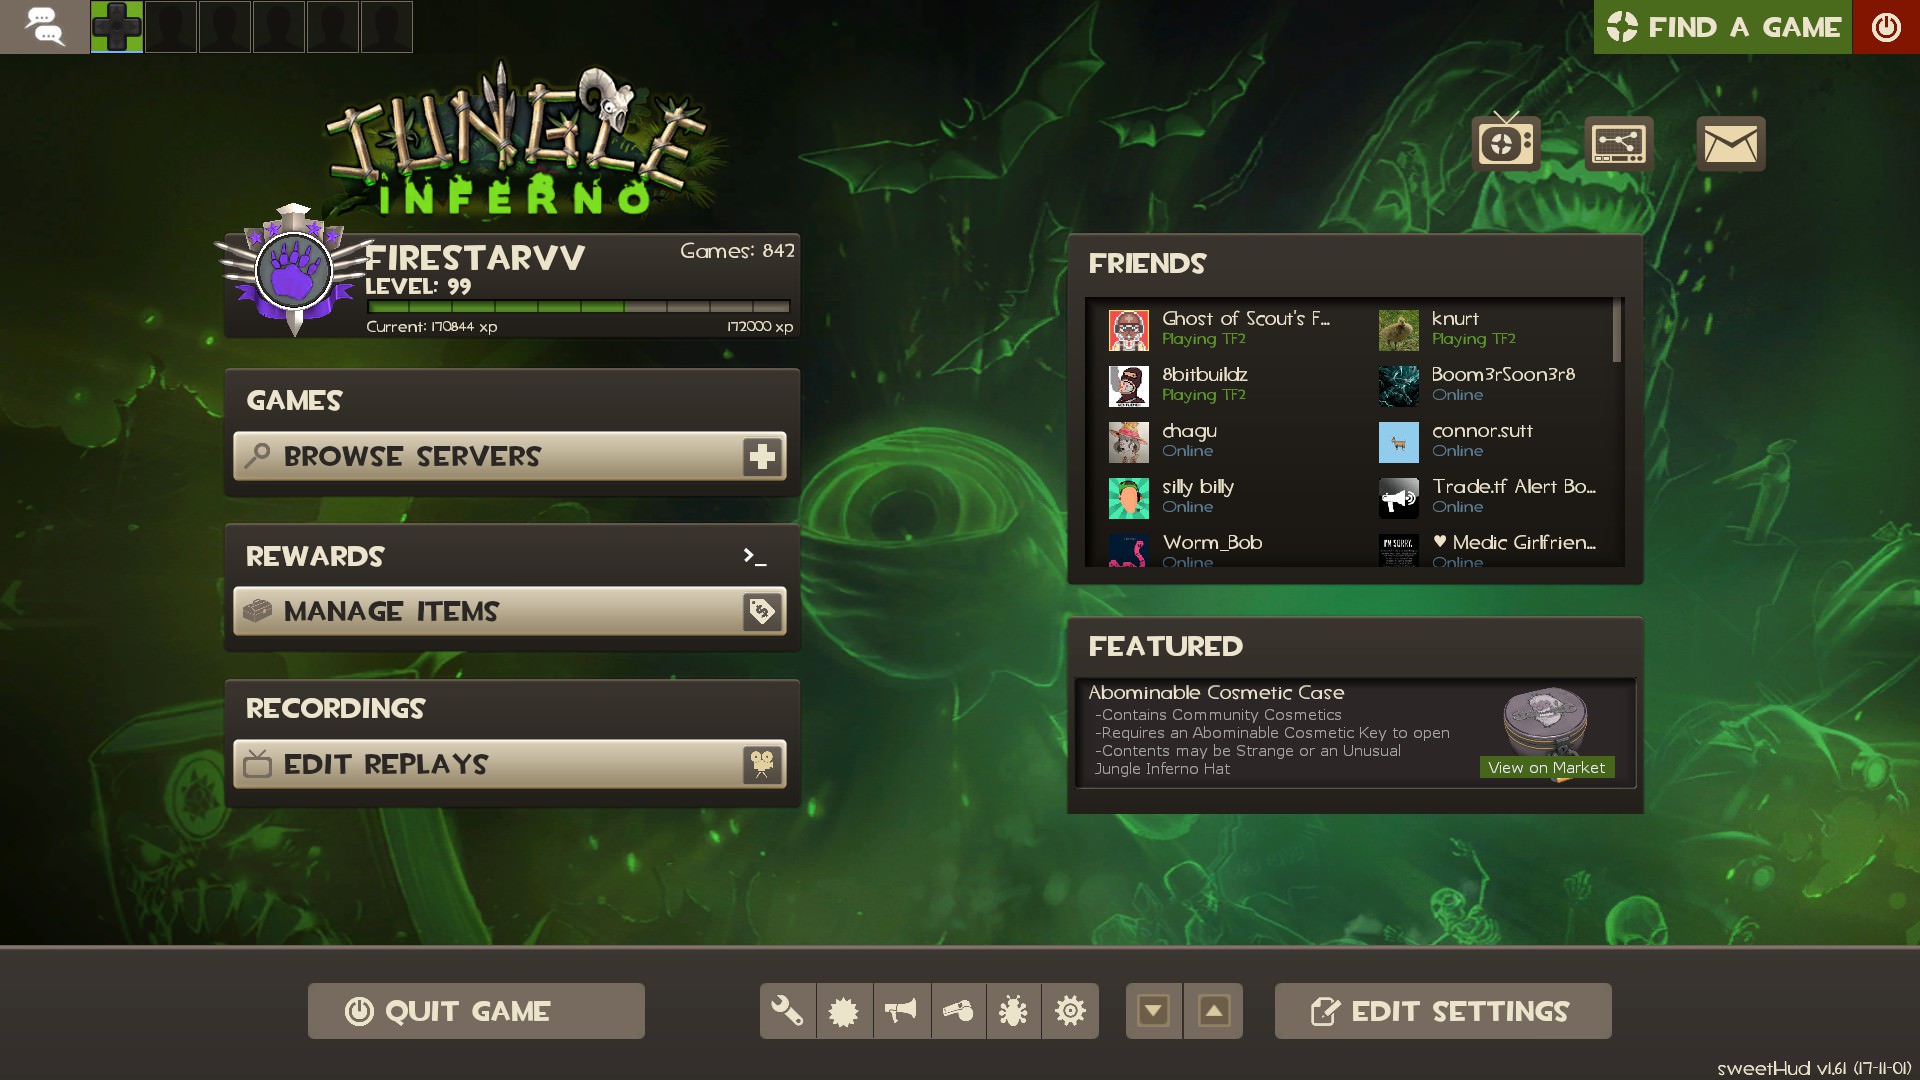 FIND A GAME
JUNGLE
INFERNO
FIRESTARVV
Games: 842
LEVEL: 99
Current: 170844 xp
172000 xp
GAMES
BROWSE SERVERS
REWARDS
>_
MANAGE ITEMS
RECORDINGS
EDIT REPLAYS
FRIENDS
Ghost of Scout's F...
Playing TF2
knurt
Playing TF2
8bitbuildz
Playing TF2
Boom3rSoon3r8
Online
chagu
Online
connor.sutt
Online
silly billy
Online
Trade.tf Alert Bo...
Online
Worm_Bob
Online
I'M SORRY,
♥ Medic Girlfrien...
Online
FEATURED
Abominable Cosmetic Case
-Contains Community Cosmetics
-Requires an Abominable Cosmetic Key to open
-Contents may be Strange or an Unusual
Jungle Inferno Hat
View on Market
QUIT GAME
EDIT SETTINGS
sweetHud v1.61 (17-11-01)